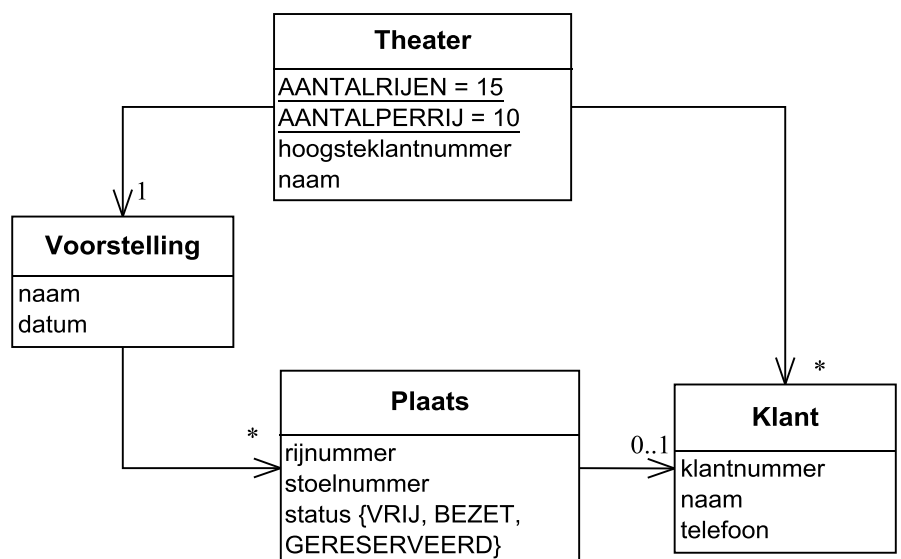 Theater
AANTALRIJEN = 15
AANTALPERRIJ = 10
hoogsteklantnummer
naam
1
Voorstelling
naam
datum
*
Plaats
rijnummer
stoelnummer
status {VRIJ, BEZET,
GERESERVEERD}
0..1
*
Klant
klantnummer
naam
telefoon